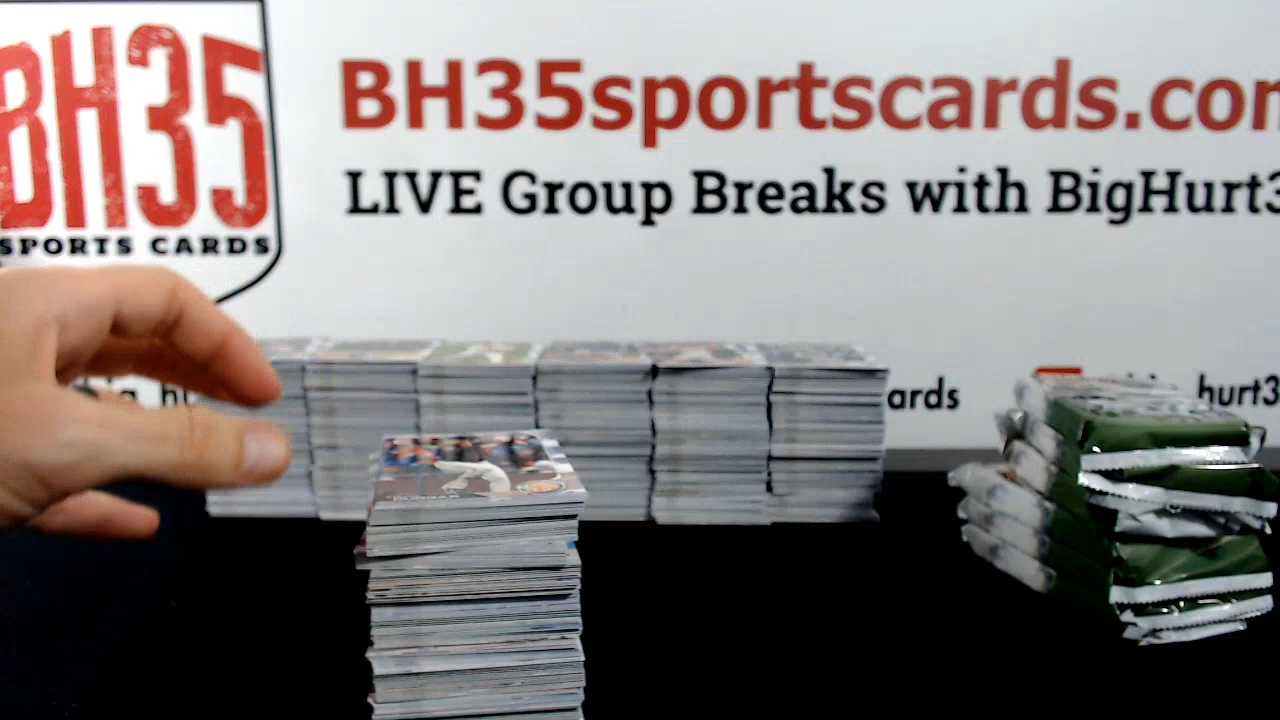 BH35
SPORTS CARDS
BH35sportscards.com
LIVE Group Breaks with BigHurt3
ards
hurt3